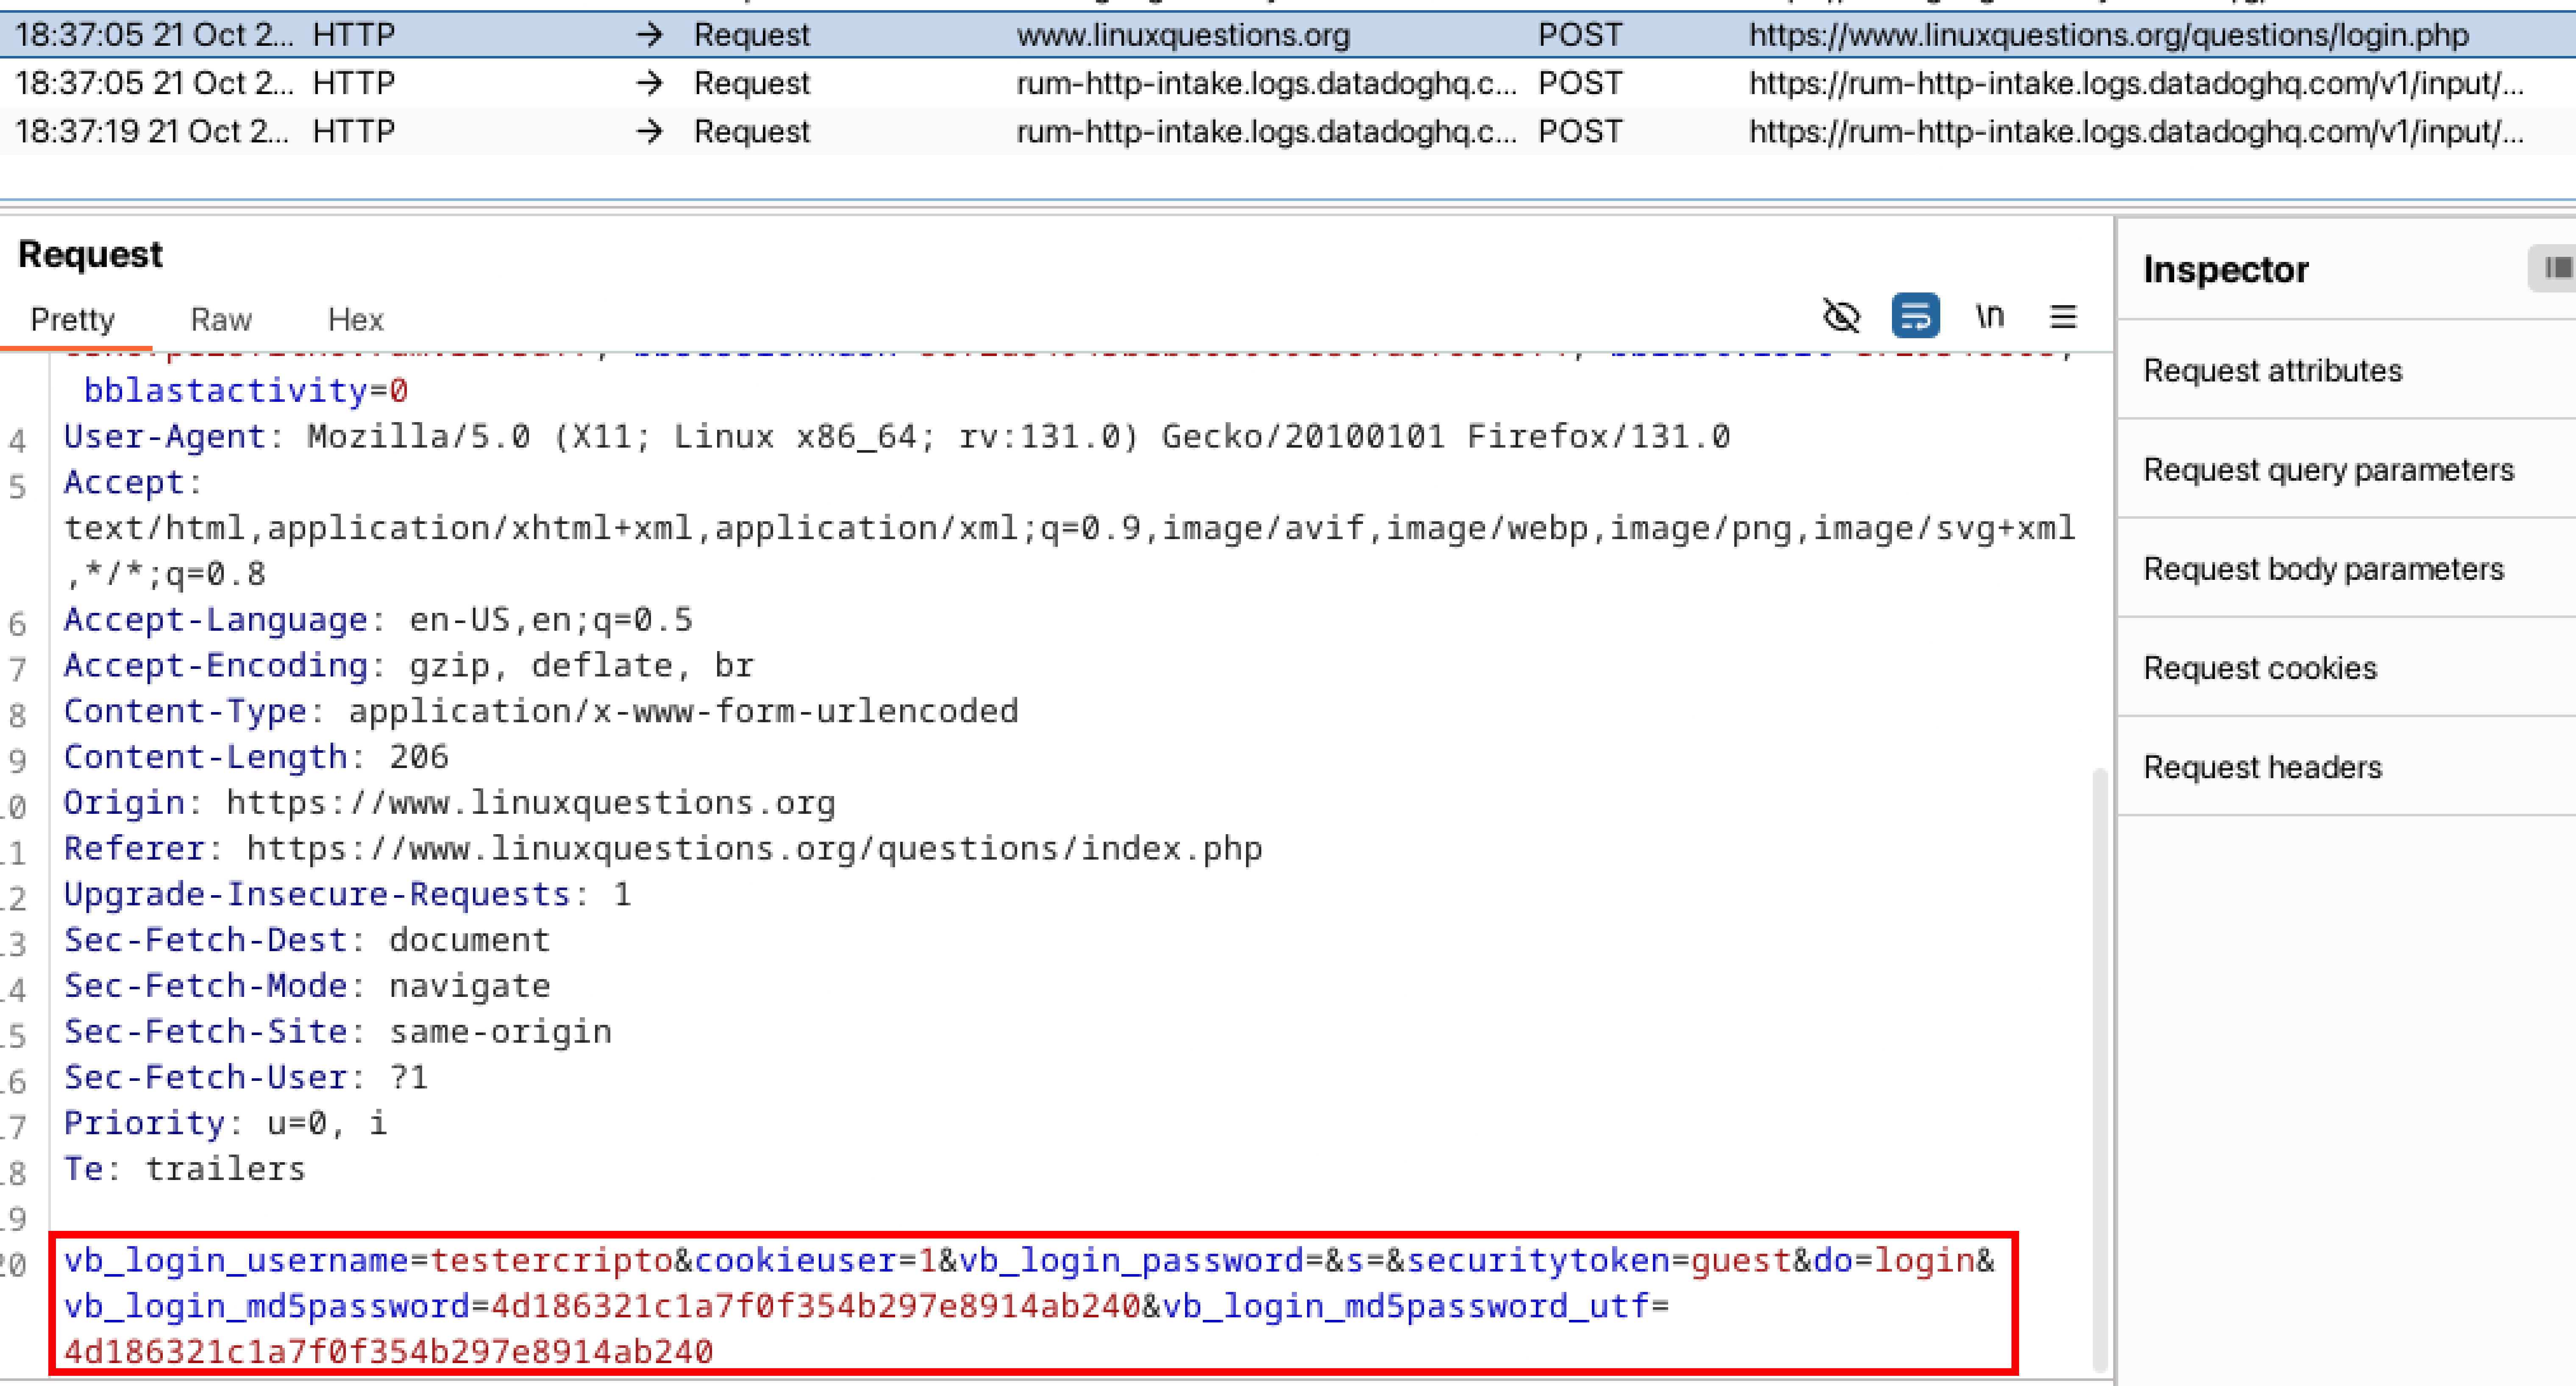 18:37:05 21 Oct 2... HTTP → Request www.linuxquestions.org POST https://www.linuxquestions.org/questions/login.php
18:37:05 21 Oct 2... HTTP → Request rum-http-intake.logs.datadoghq.c... POST https://rum-http-intake.logs.datadoghq.com/v1/input/...
18:37:19 21 Oct 2... HTTP → Request rum-http-intake.logs.datadoghq.c... POST https://rum-http-intake.logs.datadoghq.com/v1/input/...
Request
Inspector
Pretty Raw Hex \n
Request attributes
Request query parameters
Request body parameters
Request cookies
Request headers
bblastactivity=0
4 User-Agent: Mozilla/5.0 (X11; Linux x86_64; rv:131.0) Gecko/20100101 Firefox/131.0
5 Accept:
text/html,application/xhtml+xml,application/xml;q=0.9,image/avif,image/webp,image/png,image/svg+xml
,*/*;q=0.8
6 Accept-Language: en-US,en;q=0.5
7 Accept-Encoding: gzip, deflate, br
8 Content-Type: application/x-www-form-urlencoded
9 Content-Length: 206
10 Origin: https://www.linuxquestions.org
11 Referer: https://www.linuxquestions.org/questions/index.php
12 Upgrade-Insecure-Requests: 1
13 Sec-Fetch-Dest: document
14 Sec-Fetch-Mode: navigate
15 Sec-Fetch-Site: same-origin
16 Sec-Fetch-User: ?1
17 Priority: u=0, i
18 Te: trailers
19
20 vb_login_username=testercripto&cookieuser=1&vb_login_password=&s=&securitytoken=guest&do=login&
vb_login_md5password=4d186321c1a7f0f354b297e8914ab240&vb_login_md5password_utf=
4d186321c1a7f0f354b297e8914ab240